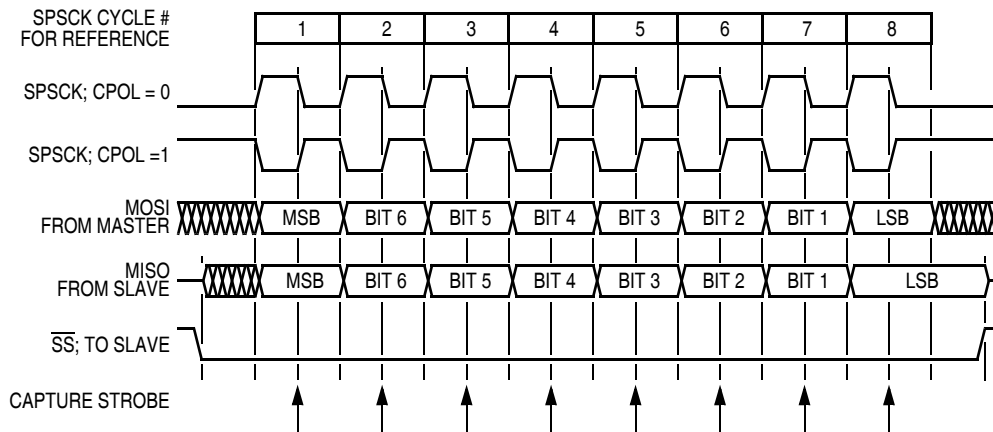 SPSCK CYCLE #
FOR REFERENCE
1 2 3 4 5 6 7 8
SPSCK; CPOL = 0
SPSCK; CPOL =1
MOSI
FROM MASTER
MSB BIT 6 BIT 5 BIT 4 BIT 3 BIT 2 BIT 1 LSB
MISO
FROM SLAVE
MSB BIT 6 BIT 5 BIT 4 BIT 3 BIT 2 BIT 1 LSB
SS; TO SLAVE
CAPTURE STROBE